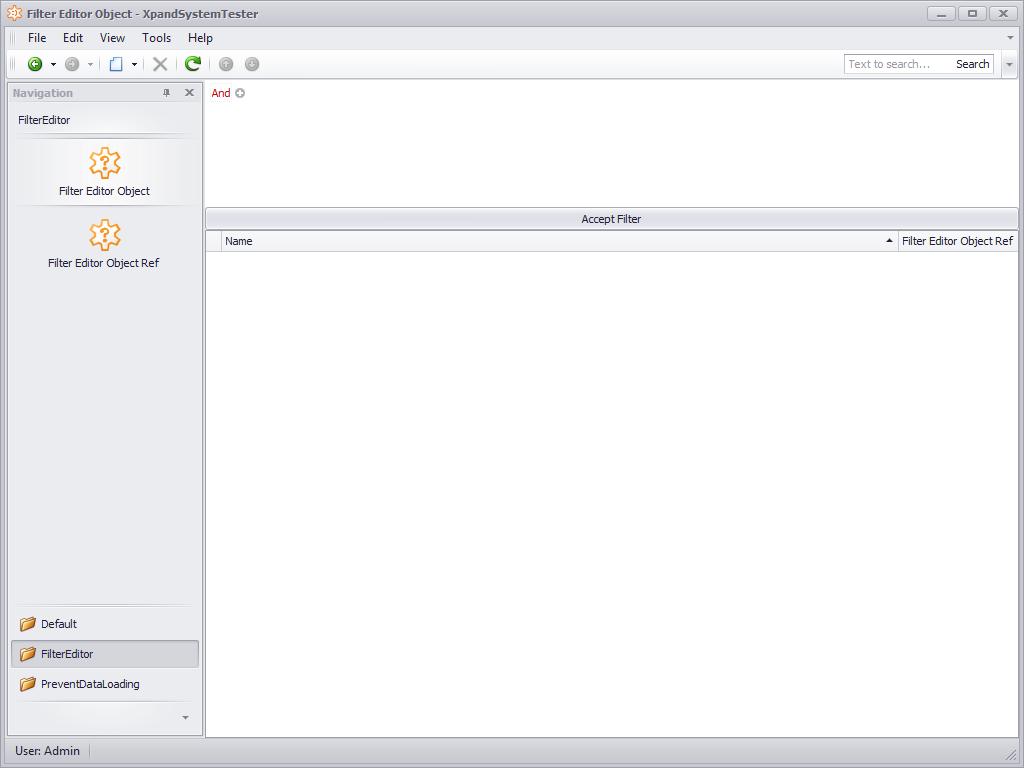 Filter Editor Object - XpandSystemTester
File Edit View Tools Help
Text to search... Search
Navigation
And
FilterEditor
Filter Editor Object
Accept Filter
Name Filter Editor Object Ref
Filter Editor Object Ref
Default
FilterEditor
PreventDataLoading
User: Admin